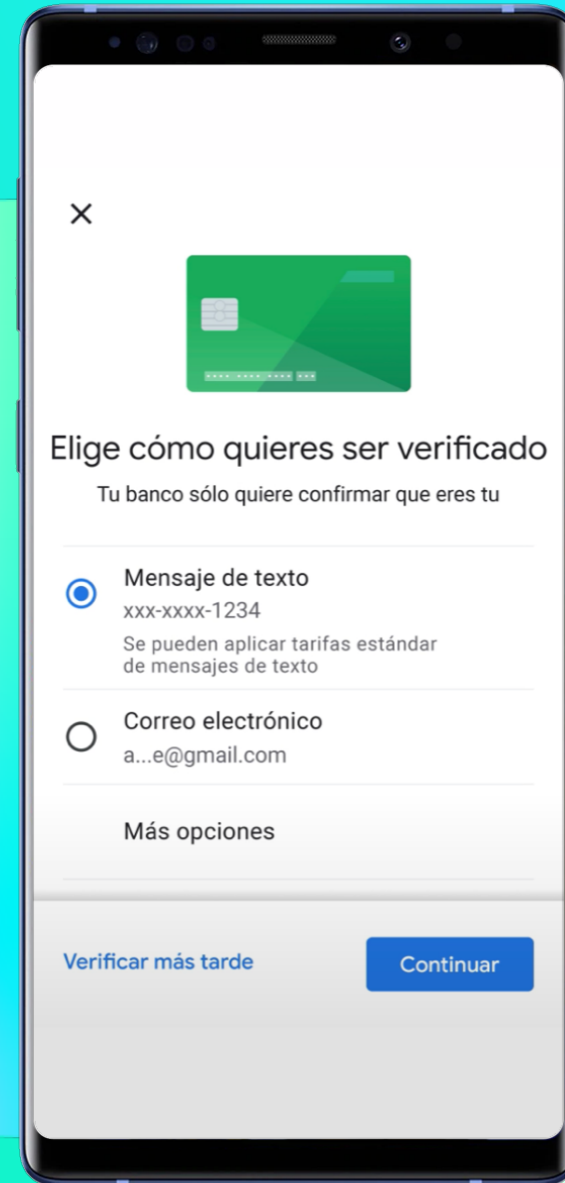 Elige cómo quieres ser verificado
Tu banco sólo quiere confirmar que eres tu
Mensaje de texto
xxx-xxxx-1234
Se pueden aplicar tarifas estándar
de mensajes de texto
Correo electrónico
a...e@gmail.com
Más opciones
Verificar más tarde
Continuar